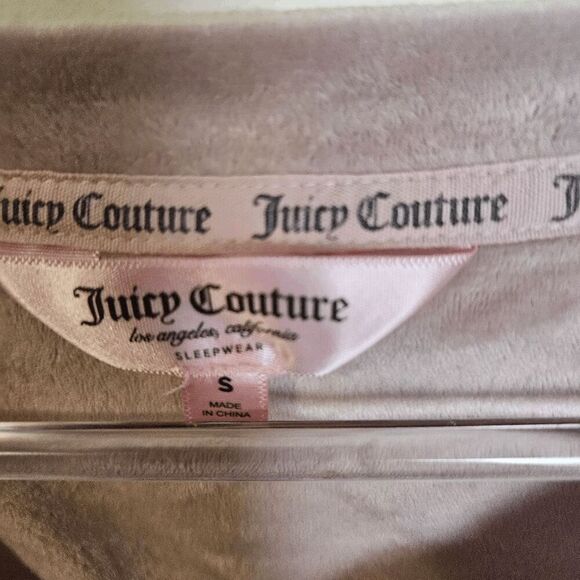 Juicy Couture Juicy Couture J
Juicy Couture
los angeles, california
SLEEPWEAR
S
MADE
IN CHINA